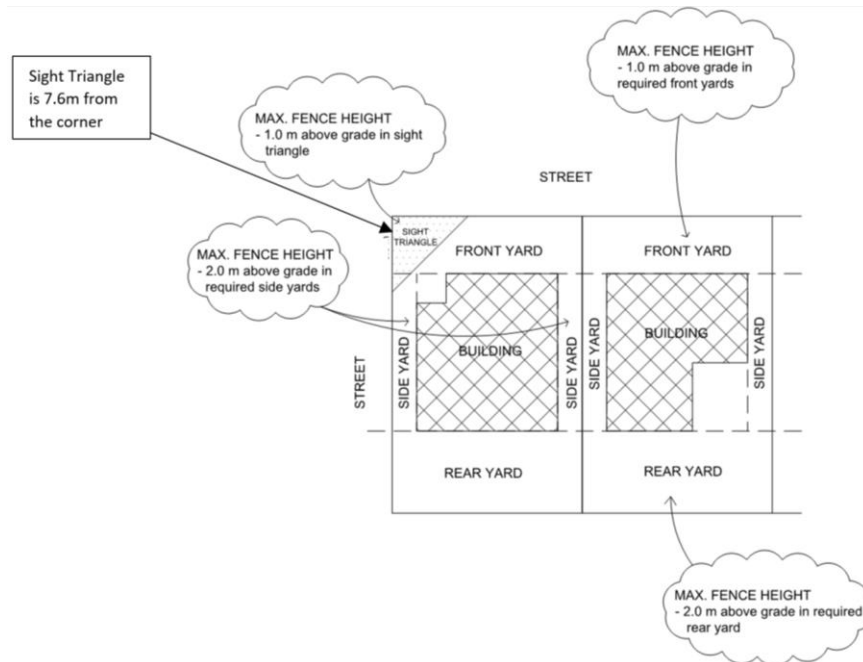 MAX. FENCE HEIGHT
- 1.0 m above grade in
required front yards
Sight Triangle
is 7.6m from
the corner
MAX. FENCE HEIGHT
- 1.0 m above grade in sight
triangle
STREET
SIGHT
TRIANGLE
FRONT YARD
FRONT YARD
MAX. FENCE HEIGHT
- 2.0 m above grade in
required side yards
STREET
SIDE YARD
BUILDING
SIDE YARD
SIDE YARD
BUILDING
SIDE YARD
REAR YARD
REAR YARD
MAX. FENCE HEIGHT
- 2.0 m above grade in required
rear yard